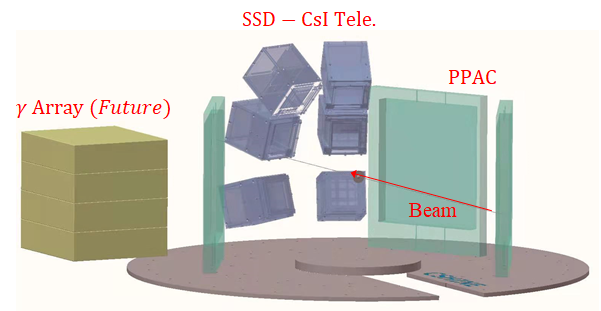 SSD − CsI Tele.
PPAC
γ Array (Future)
Beam